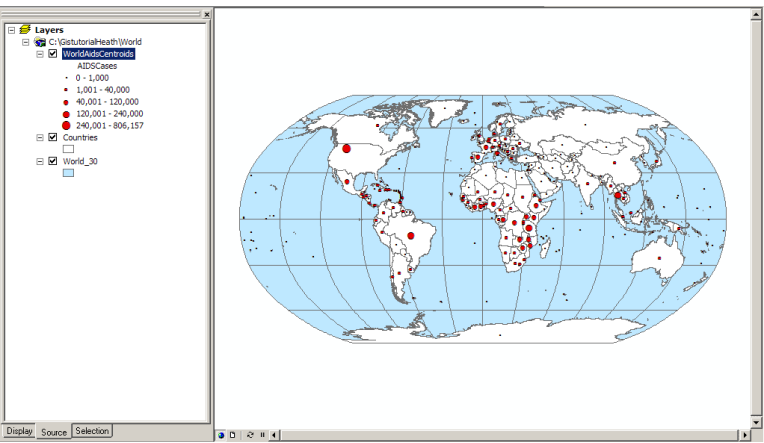 Layers
C:\GistutorialHeath\World
WorldAidsCentroids
AIDSCases
0 - 1,000
1,001 - 40,000
40,001 - 120,000
120,001 - 240,000
240,001 - 806,157
Countries
World_30
Display Source Selection